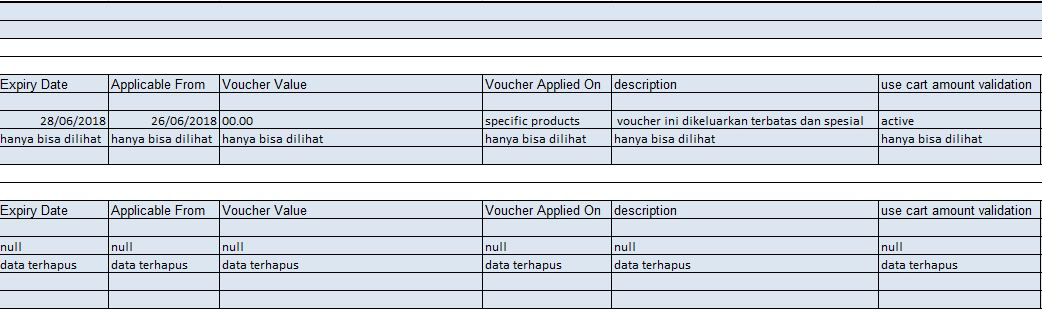 Expiry Date Applicable From Voucher Value Voucher Applied On description use cart amount validation
28/06/2018 26/06/2018 00.00 specific products voucher ini dikeluarkan terbatas dan spesial active
hanya bisa dilihat hanya bisa dilihat hanya bisa dilihat hanya bisa dilihat hanya bisa dilihat hanya bisa dilihat
Expiry Date Applicable From Voucher Value Voucher Applied On description use cart amount validation
null null null null null null
data terhapus data terhapus data terhapus data terhapus data terhapus data terhapus